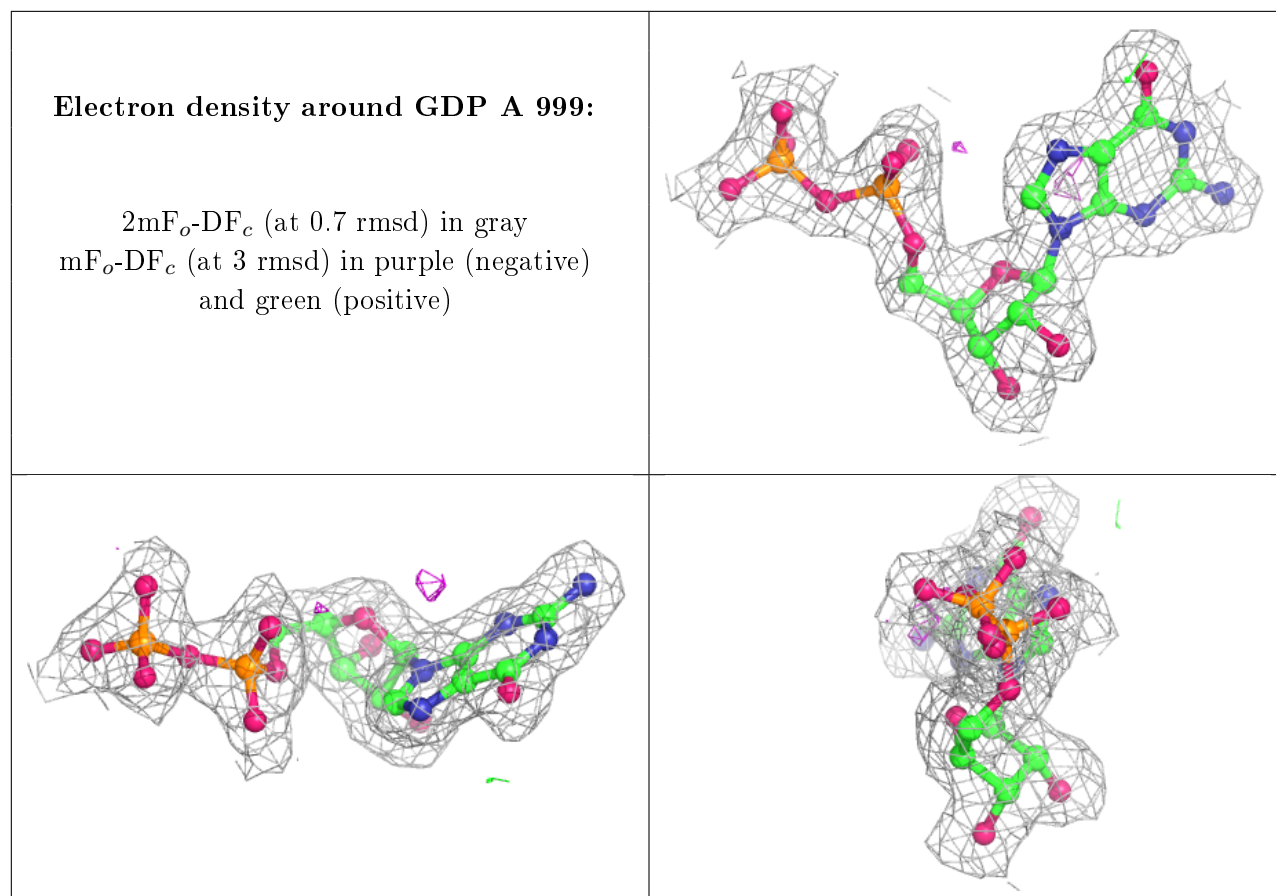 Electron density around GDP A 999:
2mFo-DFc (at 0.7 rmsd) in gray
mFo-DFc (at 3 rmsd) in purple (negative)
and green (positive)